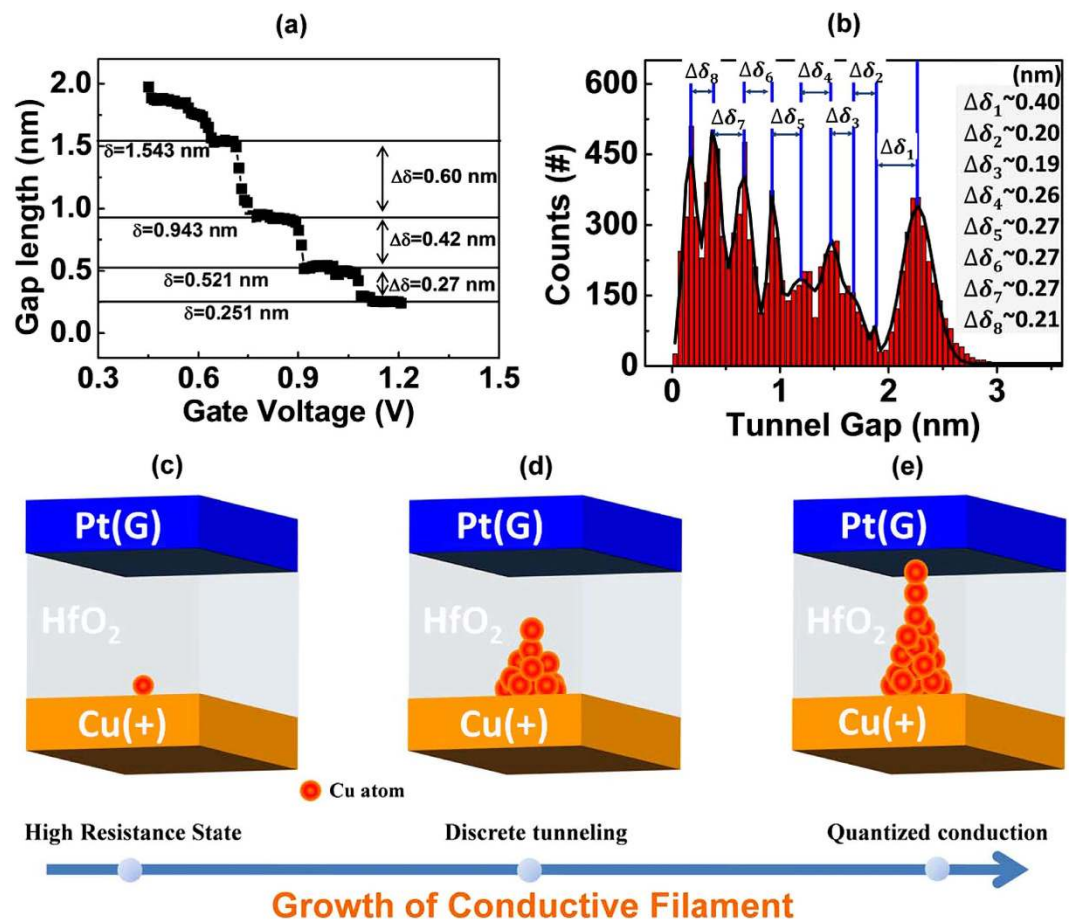 (a)
2.0
1.5
1.0
0.5
0.0
Gap length (nm)
δ=1.543 nm
δ=0.943 nm
δ=0.521 nm
δ=0.251 nm
Δδ=0.60 nm
Δδ=0.42 nm
Δδ=0.27 nm
0.3 0.6 0.9 1.2 1.5
Gate Voltage (V)
(b)
600
450
300
150
0
Counts (#)
Δδ₈ Δδ₆ Δδ₄ Δδ₂
Δδ₇ Δδ₅ Δδ₃ Δδ₁
(nm)
Δδ₁~0.40
Δδ₂~0.20
Δδ₃~0.19
Δδ₄~0.26
Δδ₅~0.27
Δδ₆~0.27
Δδ₇~0.27
Δδ₈~0.21
0 1 2 3
Tunnel Gap (nm)
(c)
Pt(G)
HfO₂
Cu(+)
(d)
Pt(G)
HfO₂
Cu(+)
(e)
Pt(G)
HfO₂
Cu(+)
Cu atom
High Resistance State
Discrete tunneling
Quantized conduction
Growth of Conductive Filament